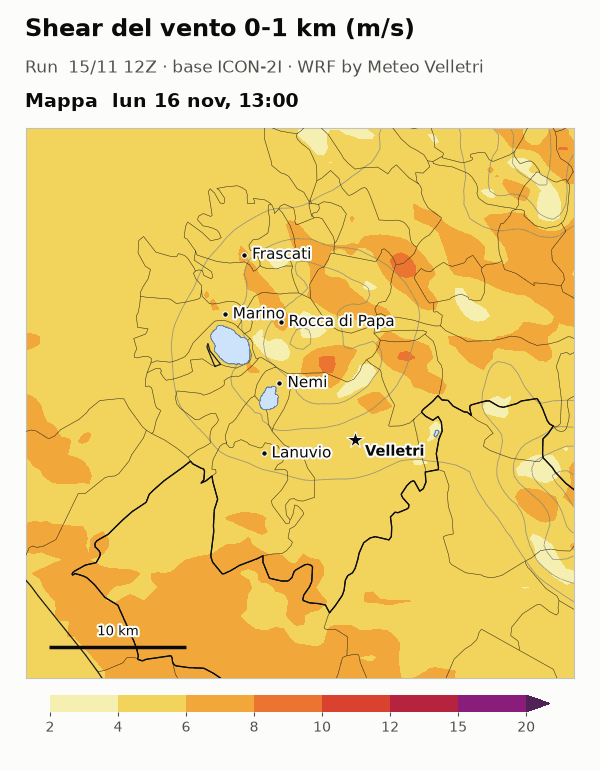 Shear del vento 0-1 km (m/s)
Run 15/11 12Z · base ICON-2I · WRF by Meteo Velletri
Mappa lun 16 nov, 13:00
Frascati
Marino
Rocca di Papa
Nemi
Velletri
Lanuvio
10 km
2 4 6 8 10 12 15 20